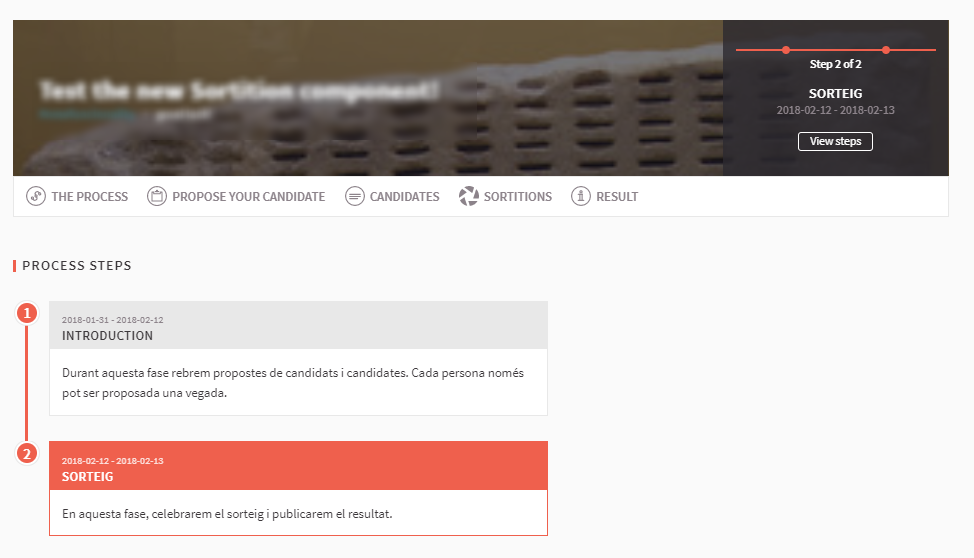 Test the new Sortition component!
Step 2 of 2
SORTEIG
2018-02-12 - 2018-02-13
View steps
THE PROCESS PROPOSE YOUR CANDIDATE CANDIDATES SORTITIONS RESULT
PROCESS STEPS
1
2018-01-31 - 2018-02-12
INTRODUCTION
Durant aquesta fase rebrem propostes de candidats i candidates. Cada persona només
pot ser proposada una vegada.
2
2018-02-12 - 2018-02-13
SORTEIG
En aquesta fase, celebrarem el sorteig i publicarem el resultat.